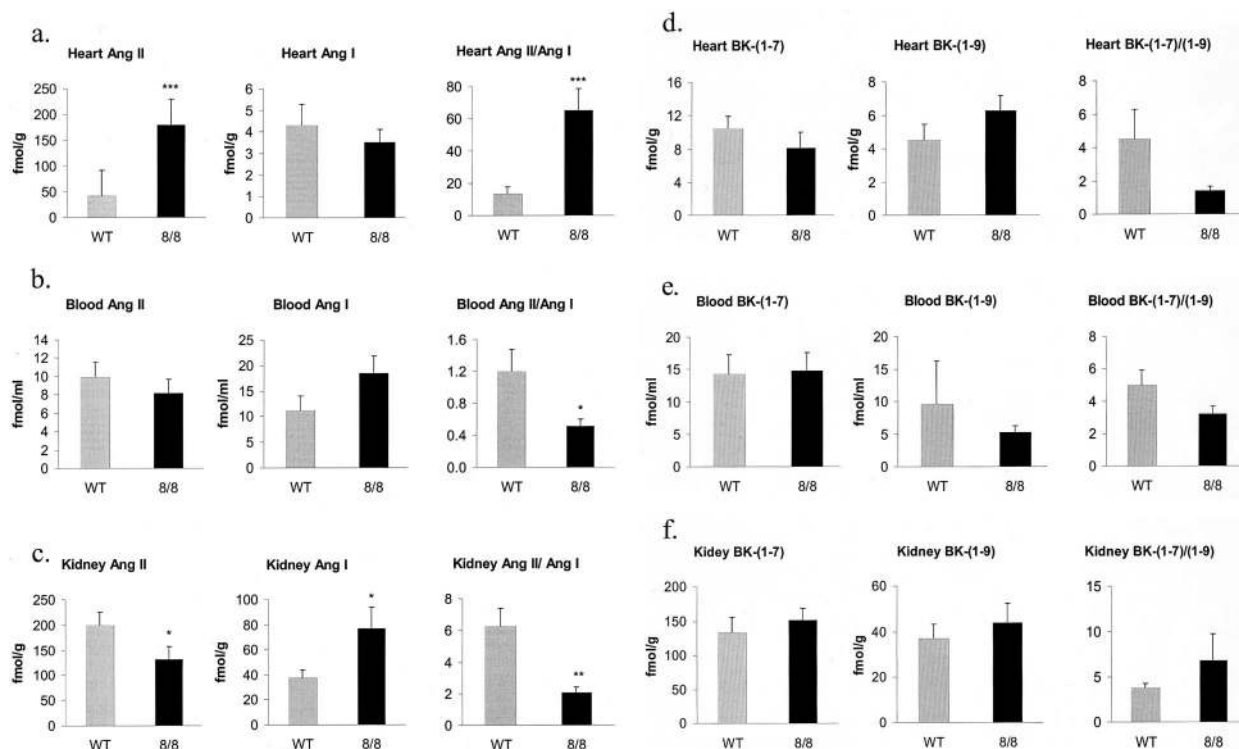 a.
Heart Ang II
fmol/g
250
200
150
100
50
0
***
WT 8/8
Heart Ang I
fmol/g
6
5
4
3
2
1
0
WT 8/8
Heart Ang II/Ang I
80
60
40
20
0
***
WT 8/8
d.
Heart BK-(1-7)
fmol/g
16
12
8
12
0
WT 8/8
Heart BK-(1-9)
fmol/g
8
6
4
2
0
WT 8/8
Heart BK-(1-7)/(1-9)
8
6
4
2
0
WT 8/8
b.
Blood Ang II
fmol/ml
14
12
10
8
6
4
2
0
WT 8/8
Blood Ang I
fmol/ml
25
20
15
10
5
0
WT 8/8
Blood Ang II/Ang I
1.6
1.2
0.8
0.4
0.0
*
WT 8/8
e.
Blood BK-(1-7)
fmol/ml
20
15
10
5
0
WT 8/8
Blood BK-(1-9)
fmol/ml
20
15
10
5
0
WT 8/8
Blood BK-(1-7)/(1-9)
8
6
4
2
0
WT 8/8
c.
Kidney Ang II
fmol/g
250
200
150
100
50
0
*
WT 8/8
Kidney Ang I
fmol/g
100
80
60
40
20
0
*
WT 8/8
Kidney Ang II/ Ang I
8
6
4
2
0
**
WT 8/8
f.
Kidey BK-(1-7)
fmol/g
200
150
100
150
0
WT 8/8
Kidney BK-(1-9)
fmol/g
60
40
20
0
WT 8/8
Kidney BK-(1-7)/(1-9)
15
10
5
0
WT 8/8